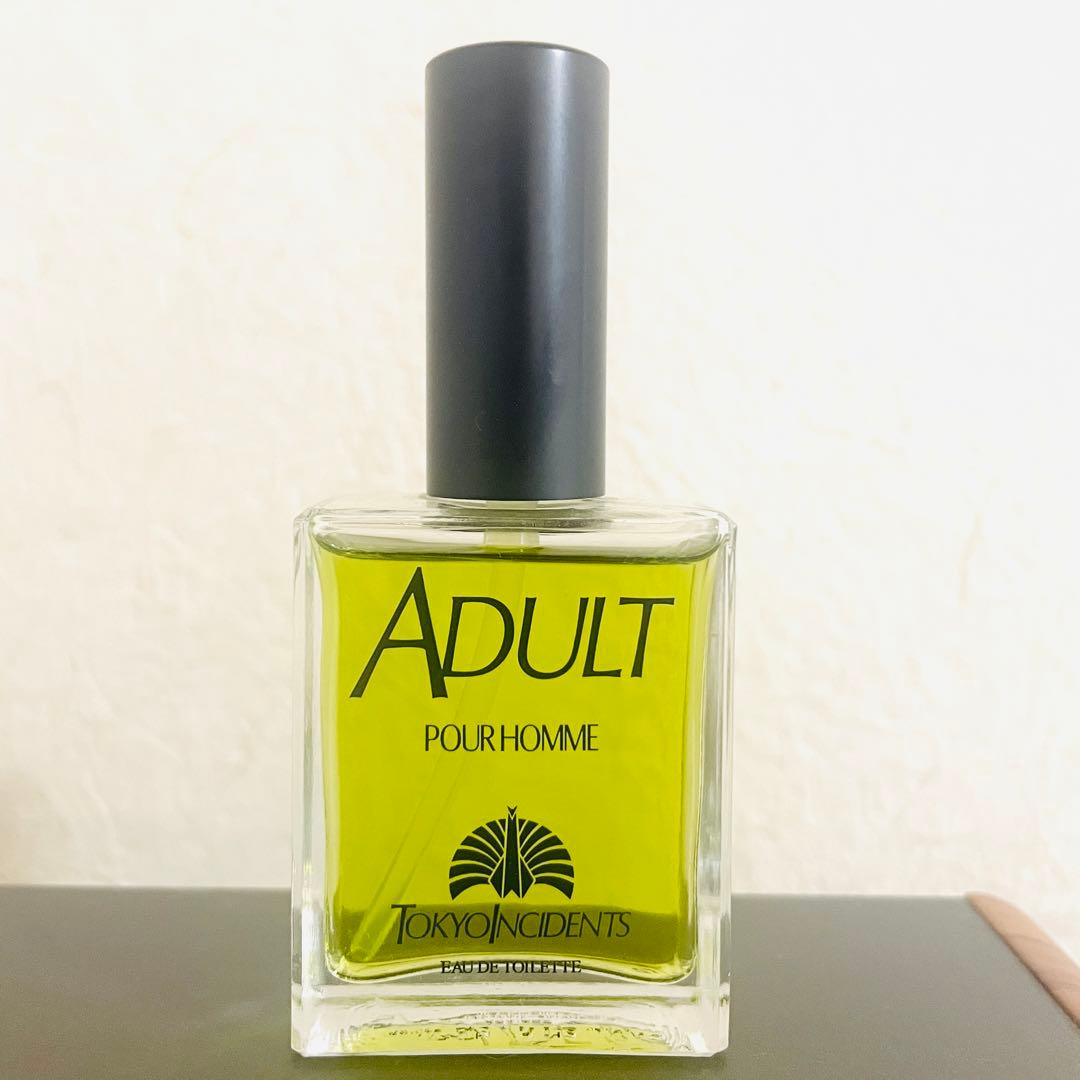 ADULT
POUR HOMME
TOKYO INCIDENTS
EAU DE TOILETTE